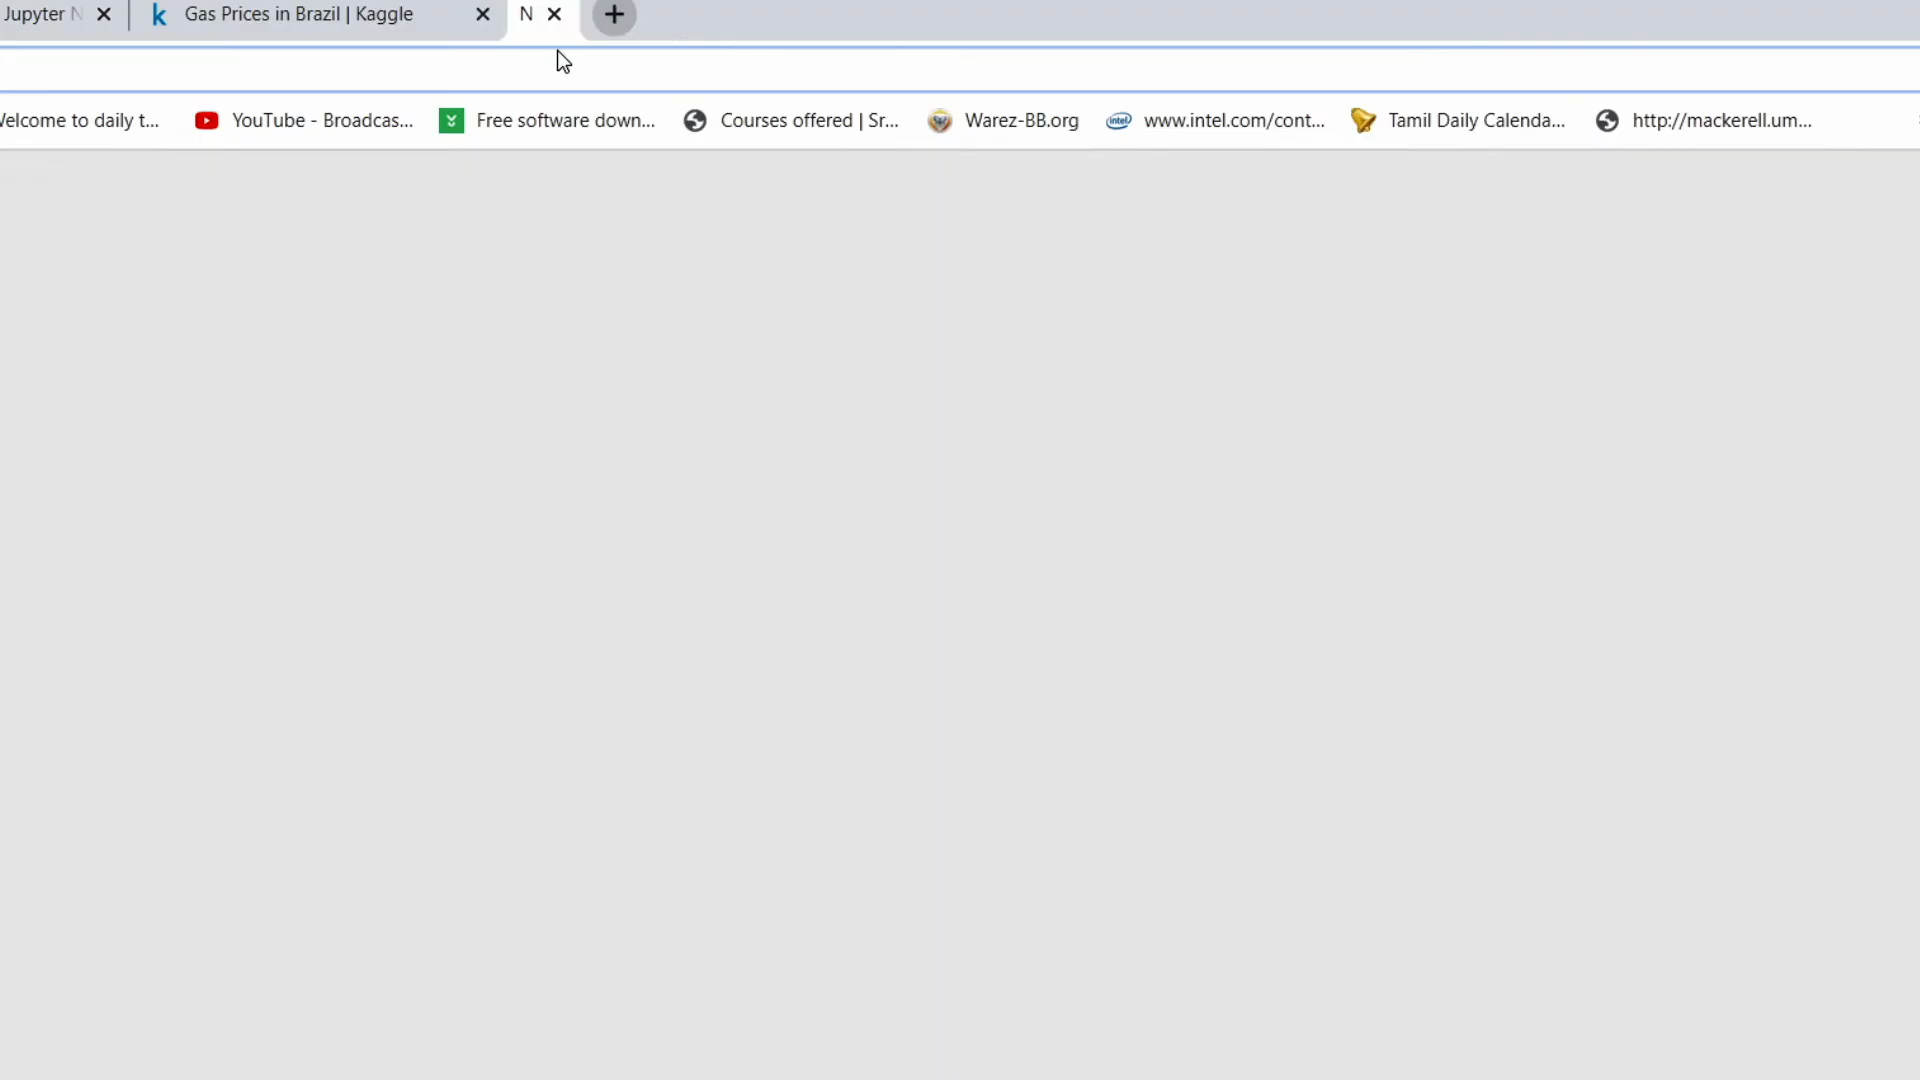 Jupyter N
Gas Prices in Brazil | Kaggle
N
elcome to daily t...
YouTube - Broadcas...
Free software down...
Courses offered | Sr...
Warez-BB.org
intel
www.intel.com/cont...
Tamil Daily Calenda...
http://mackerell.um...